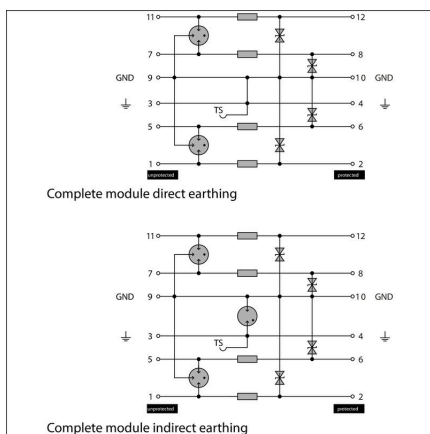 11 12
7 8
GND 9 10 GND
3 4
TS
5 6
1 2
unprotected protected
Complete module direct earthing
11 12
7 8
GND 9 10 GND
3 4
TS
5 6
1 2
unprotected protected
Complete module indirect earthing